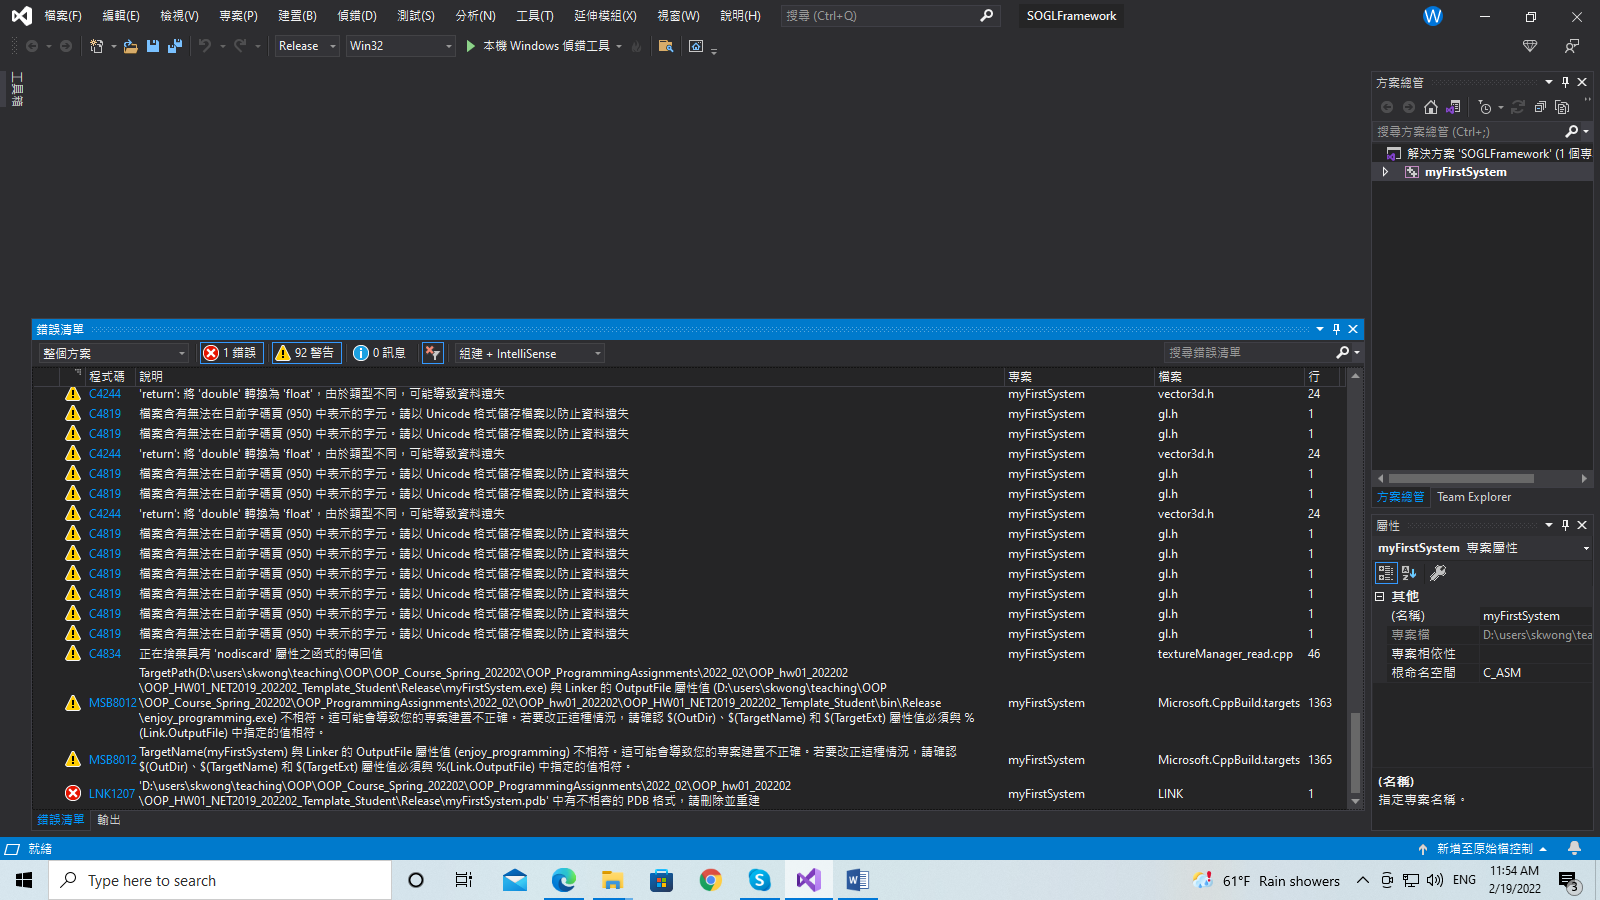 檔案(F) 編輯(E) 檢視(V) 專案(P) 建置(B) 偵錯(D) 測試(S) 分析(N) 工具(T) 延伸模組(X) 視窗(W) 說明(H) 搜尋 (Ctrl+Q) SOGLFramework W
Release Win32 本機 Windows 偵錯工具
工具箱
方案總管
搜尋方案總管 (Ctrl+;)
解決方案 'SOGLFramework' (1 個專
myFirstSystem
錯誤清單
整個方案 1 錯誤 92 警告 0 訊息 組建 + IntelliSense 搜尋錯誤清單
程式碼 說明 專案 檔案 行
C4244 'return': 將 'double' 轉換為 'float'，由於類型不同，可能導致資料遺失 myFirstSystem vector3d.h 24
C4819 檔案含有無法在目前字碼頁 (950) 中表示的字元。請以 Unicode 格式儲存檔案以防止資料遺失 myFirstSystem gl.h 1
C4819 檔案含有無法在目前字碼頁 (950) 中表示的字元。請以 Unicode 格式儲存檔案以防止資料遺失 myFirstSystem gl.h 1
C4244 'return': 將 'double' 轉換為 'float'，由於類型不同，可能導致資料遺失 myFirstSystem vector3d.h 24
C4819 檔案含有無法在目前字碼頁 (950) 中表示的字元。請以 Unicode 格式儲存檔案以防止資料遺失 myFirstSystem gl.h 1
C4819 檔案含有無法在目前字碼頁 (950) 中表示的字元。請以 Unicode 格式儲存檔案以防止資料遺失 myFirstSystem gl.h 1
C4244 'return': 將 'double' 轉換為 'float'，由於類型不同，可能導致資料遺失 myFirstSystem vector3d.h 24
C4819 檔案含有無法在目前字碼頁 (950) 中表示的字元。請以 Unicode 格式儲存檔案以防止資料遺失 myFirstSystem gl.h 1
C4819 檔案含有無法在目前字碼頁 (950) 中表示的字元。請以 Unicode 格式儲存檔案以防止資料遺失 myFirstSystem gl.h 1
C4819 檔案含有無法在目前字碼頁 (950) 中表示的字元。請以 Unicode 格式儲存檔案以防止資料遺失 myFirstSystem gl.h 1
C4819 檔案含有無法在目前字碼頁 (950) 中表示的字元。請以 Unicode 格式儲存檔案以防止資料遺失 myFirstSystem gl.h 1
C4819 檔案含有無法在目前字碼頁 (950) 中表示的字元。請以 Unicode 格式儲存檔案以防止資料遺失 myFirstSystem gl.h 1
C4819 檔案含有無法在目前字碼頁 (950) 中表示的字元。請以 Unicode 格式儲存檔案以防止資料遺失 myFirstSystem gl.h 1
C4834 正在捨棄具有 'nodiscard' 屬性之函式的傳回值 myFirstSystem textureManager_read.cpp 46
TargetPath(D:\users\skwong\teaching\OOP\OOP_Course_Spring_202202\OOP_ProgrammingAssignments\2022_02\OOP_hw01_202202
\OOP_HW01_NET2019_202202_Template_Student\Release\myFirstSystem.exe) 與 Linker 的 OutputFile 屬性值 (D:\users\skwong\teaching\OOP
MSB8012 \OOP_Course_Spring_202202\OOP_ProgrammingAssignments\2022_02\OOP_hw01_202202\OOP_HW01_NET2019_202202_Template_Student\bin\Release myFirstSystem Microsoft.CppBuild.targets 1363
\enjoy_programming.exe) 不相符。這可能會導致您的專案建置不正確。若要改正這種情況，請確認 $(OutDir)、$(TargetName) 和 $(TargetExt) 屬性值必須與 %
(Link.OutputFile) 中指定的值相符。
TargetName(myFirstSystem) 與 Linker 的 OutputFile 屬性值 (enjoy_programming) 不相符。這可能會導致您的專案建置不正確。若要改正這種情況，請確認
MSB8012 $(OutDir)、$(TargetName) 和 $(TargetExt) 屬性值必須與 %(Link.OutputFile) 中指定的值相符。 myFirstSystem Microsoft.CppBuild.targets 1365
'D:\users\skwong\teaching\OOP\OOP_Course_Spring_202202\OOP_ProgrammingAssignments\2022_02\OOP_hw01_202202
LNK1207 \OOP_HW01_NET2019_202202_Template_Student\Release\myFirstSystem.pdb' 中有不相容的 PDB 格式，請刪除並重建 myFirstSystem LINK 1
錯誤清單 輸出
方案總管 Team Explorer
屬性
myFirstSystem 專案屬性
其他
(名稱) myFirstSystem
專案檔 D:\users\skwong\tea
專案相依性
根命名空間 C_ASM
(名稱)
指定專案名稱。
就緒 新增至原始檔控制
Type here to search 61°F Rain showers ENG 11:54 AM
2/19/2022 3